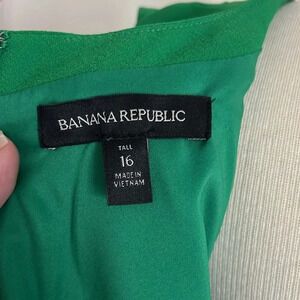 BANANA REPUBLIC
TALL
16
MADE IN
VIETNAM